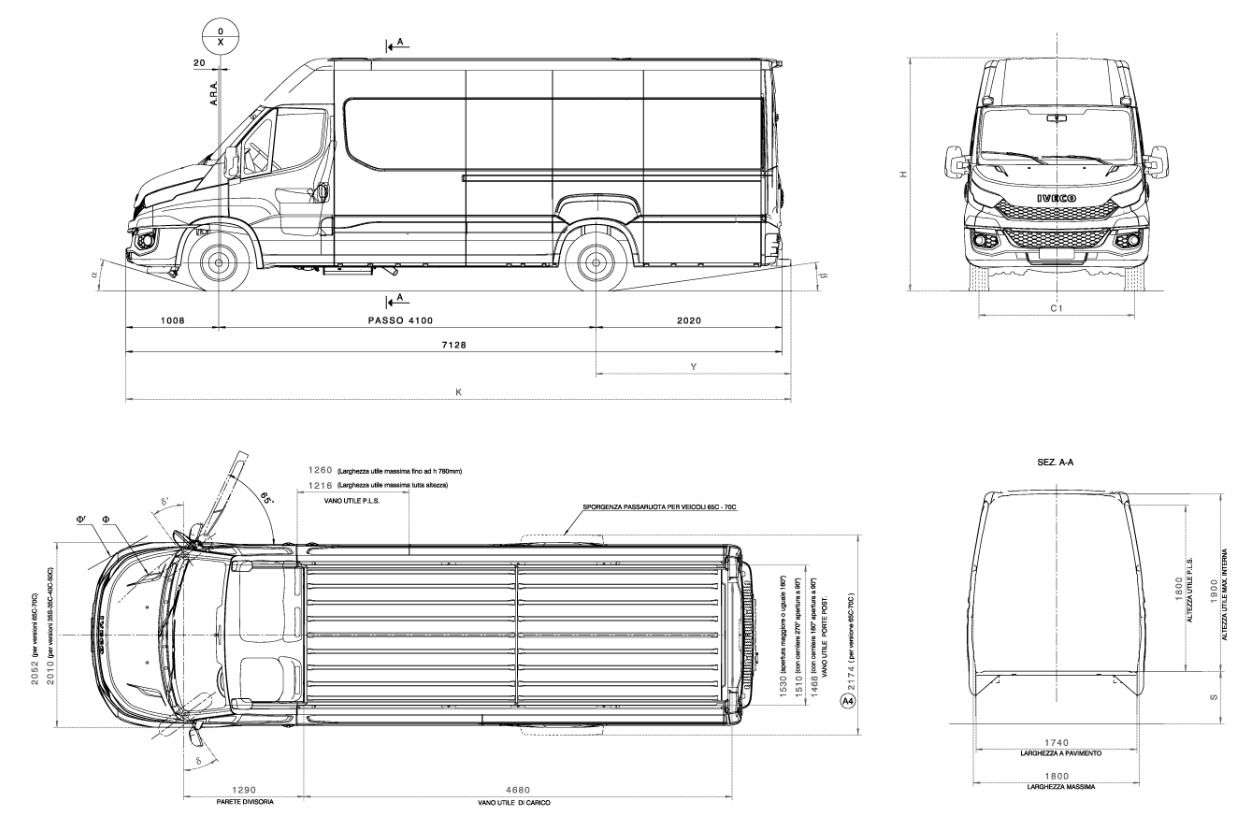 0
X
20
A.R.A.
A
α
β
A
1008
PASSO 4100
2020
7128
Y
K
H
IVECO
C1
1260 (Larghezza utile massima fino ad h 780mm)
1216 (Larghezza utile massima tutta altezza)
VANO UTILE P.L.S.
65°
SPORGENZA PASSARUOTA PER VEICOLI 65C - 70C
Φ'
Φ
2052 (per versioni 65C-70C)
2010 (per versioni 35S-35C-40C-50C)
IVECO
1530 (apertura maggiore o uguale 180°)
1510 (con cerniere 270° apertura a 90°)
1468 (con cerniere 180° apertura a 90°)
VANO UTILE PORTE POST.
A4 2174 (per versione 65C-70C)
δ
1290
PARETE DIVISORIA
4680
VANO UTILE DI CARICO
SEZ. A-A
1800
ALTEZZA UTILE P.L.S.
1900
ALTEZZA UTILE MAX. INTERNA
S
1740
LARGHEZZA A PAVIMENTO
1800
LARGHEZZA MASSIMA